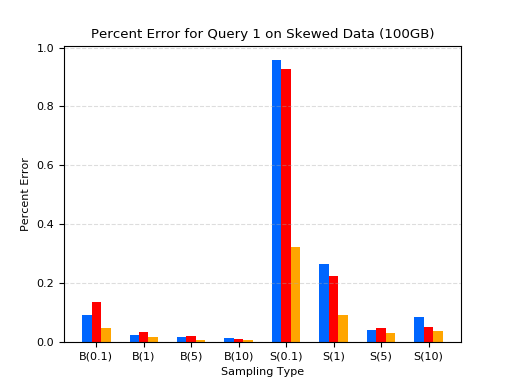 Percent Error for Query 1 on Skewed Data (100GB)
1.0
0.8
0.6
0.4
0.2
0.0
Percent Error
B(0.1) B(1) B(5) B(10) S(0.1) S(1) S(5) S(10)
Sampling Type